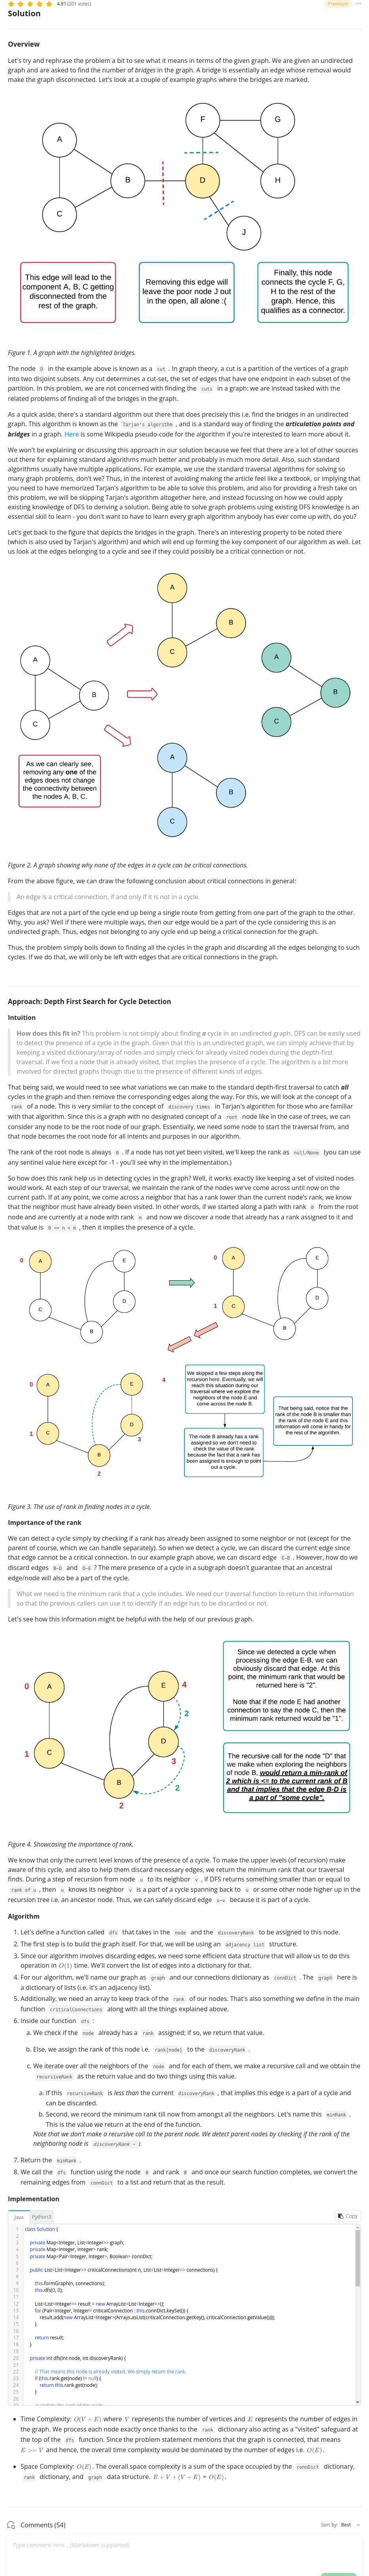 4.81 (201 votes)
Premium
Solution
Overview
Let's try and rephrase the problem a bit to see what it means in terms of the given graph. We are given an undirected
graph and are asked to find the number of bridges in the graph. A bridge is essentially an edge whose removal would
make the graph disconnected. Let's look at a couple of example graphs where the bridges are marked.
A
F
G
B
D
H
C
J
This edge will lead to the
component A, B, C getting
disconnected from the
rest of the graph.
Removing this edge will
leave the poor node J out
in the open, all alone :(
Finally, this node
connects the cycle F, G,
H to the rest of the
graph. Hence, this
qualifies as a connector.
Figure 1. A graph with the highlighted bridges.
The node D in the example above is known as a cut . In graph theory, a cut is a partition of the vertices of a graph
into two disjoint subsets. Any cut determines a cut-set, the set of edges that have one endpoint in each subset of the
partition. In this problem, we are not concerned with finding the cuts in a graph: we are instead tasked with the
related problems of finding all of the bridges in the graph.
As a quick aside, there's a standard algorithm out there that does precisely this i.e. find the bridges in an undirected
graph. This algorithm is known as the Tarjan's algorithm , and is a standard way of finding the articulation points and
bridges in a graph. Here is some Wikipedia pseudo-code for the algorithm if you're interested to learn more about it.
We won't be explaining or discussing this approach in our solution because we feel that there are a lot of other sources
out there for explaining standard algorithms much better and probably in much more detail. Also, such standard
algorithms usually have multiple applications. For example, we use the standard traversal algorithms for solving so
many graph problems, don't we? Thus, in the interest of avoiding making the article feel like a textbook, or implying that
you need to have memorized Tarjan's algorithm to be able to solve this problem, and also for providing a fresh take on
this problem, we will be skipping Tarjan's algorithm altogether here, and instead focusing on how we could apply
existing knowledge of DFS to deriving a solution. Being able to solve graph problems using existing DFS knowledge is an
essential skill to learn - you don't want to have to learn every graph algorithm anybody has ever come up with, do you?
Let's get back to the figure that depicts the bridges in the graph. There's an interesting property to be noted there
(which is also used by Tarjan's algorithm) and which will end up forming the key component of our algorithm as well. Let
us look at the edges belonging to a cycle and see if they could possibly be a critical connection or not.
A
B
C
A
B
C
A
B
C
A
B
C
As we can clearly see,
removing any one of the
edges does not change
the connectivity between
the nodes A, B, C.
Figure 2. A graph showing why none of the edges in a cycle can be critical connections.
From the above figure, we can draw the following conclusion about critical connections in general:
An edge is a critical connection, if and only if it is not in a cycle.
Edges that are not a part of the cycle end up being a single route from getting from one part of the graph to the other.
Why, you ask? Well if there were multiple ways, then our edge would be a part of the cycle considering this is an
undirected graph. Thus, edges not belonging to any cycle end up being a critical connection for the graph.
Thus, the problem simply boils down to finding all the cycles in the graph and discarding all the edges belonging to such
cycles. If we do that, we will only be left with edges that are critical connections in the graph.
Approach: Depth First Search for Cycle Detection
Intuition
How does this fit in? This problem is not simply about finding a cycle in an undirected graph. DFS can be easily used
to detect the presence of a cycle in the graph. Given that this is an undirected graph, we can simply achieve that by
keeping a visited dictionary/array of nodes and simply check for already visited nodes during the depth-first
traversal. If we find a node that is already visited, that implies the presence of a cycle. The algorithm is a bit more
involved for directed graphs though due to the presence of different kinds of edges.
That being said, we would need to see what variations we can make to the standard depth-first traversal to catch all
cycles in the graph and then remove the corresponding edges along the way. For this, we will look at the concept of a
rank of a node. This is very similar to the concept of discovery times in Tarjan's algorithm for those who are familiar
with that algorithm. Since this is a graph with no designated concept of a root node like in the case of trees, we can
consider any node to be the root node of our graph. Essentially, we need some node to start the traversal from, and
that node becomes the root node for all intents and purposes in our algorithm.
The rank of the root node is always 0 . If a node has not yet been visited, we'll keep the rank as null/None (you can use
any sentinel value here except for -1 - you'll see why in the implementation.)
So how does this rank help us in detecting cycles in the graph? Well, it works exactly like keeping a set of visited nodes
would work. At each step of our traversal, we maintain the rank of the nodes we've come across until now on the
current path. If at any point, we come across a neighbor that has a rank lower than the current node's rank, we know
that the neighbor must have already been visited. In other words, if we started along a path with rank 0 from the root
node and are currently at a node with rank m and now we discover a node that already has a rank assigned to it and
that value is 0 <= n < m , then it implies the presence of a cycle.
0
A
E
C
D
B
0
A
E
1
C
D
B
0
A
E
4
1
C
D
3
B
2
We skipped a few steps along the
recursion here. Eventually, we will
reach this situation during our
traversal where we explore the
neighbors of the node E and
come across the node B.
The node B already has a rank
assigned so we don't need to
check the value of the rank
because the fact that a rank has
been assigned is enough to point
out a cycle.
That being said, notice that the
rank of the node B is smaller than
the rank of the node E and this
information will come in handy for
the rest of the algorithm.
Figure 3. The use of rank in finding nodes in a cycle.
Importance of the rank
We can detect a cycle simply by checking if a rank has already been assigned to some neighbor or not (except for the
parent of course, which we can handle separately). So when we detect a cycle, we can discard the current edge since
that edge cannot be a critical connection. In our example graph above, we can discard edge E-B . However, how do we
discard edges B-D and D-E ? The mere presence of a cycle in a subgraph doesn't guarantee that an ancestral
edge/node will also be a part of the cycle.
What we need is the minimum rank that a cycle includes. We need our traversal function to return this information
so that the previous callers can use it to identify if an edge has to be discarded or not.
Let's see how this information might be helpful with the help of our previous graph.
0
A
E
4
2
1
C
D
3
2
B
2
Since we detected a cycle when
processing the edge E-B, we can
obviously discard that edge. At this
point, the minimum rank that would be
returned here is "2".
Note that if the node E had another
connection to say the node C, then the
minimum rank returned would be "1".
The recursive call for the node "D" that
we make when exploring the neighbors
of node B, would return a min-rank of
2 which is <= to the current rank of B
and that implies that the edge B-D is
a part of "some cycle".
Figure 4. Showcasing the importance of rank.
We know that only the current level knows of the presence of a cycle. To make the upper levels (of recursion) make
aware of this cycle, and also to help them discard necessary edges, we return the minimum rank that our traversal
finds. During a step of recursion from node u to its neighbor v , if DFS returns something smaller than or equal to
rank of u , then u knows its neighbor v is a part of a cycle spanning back to u or some other node higher up in the
recursion tree i.e. an ancestor node. Thus, we can safely discard edge u-v because it is part of a cycle.
Algorithm
1. Let's define a function called dfs that takes in the node and the discoveryRank to be assigned to this node.
2. The first step is to build the graph itself. For that, we will be using an adjacency list structure.
3. Since our algorithm involves discarding edges, we need some efficient data structure that will allow us to do this
operation in O(1) time. We'll convert the list of edges into a dictionary for that.
4. For our algorithm, we'll name our graph as graph and our connections dictionary as connDict . The graph here is
a dictionary of lists (i.e. it's an adjacency list).
5. Additionally, we need an array to keep track of the rank of our nodes. That's also something we define in the main
function criticalConnections along with all the things explained above.
6. Inside our function dfs :
a. We check if the node already has a rank assigned; if so, we return that value.
b. Else, we assign the rank of this node i.e. rank[node] to the discoveryRank .
c. We iterate over all the neighbors of the node and for each of them, we make a recursive call and we obtain the
recursiveRank as the return value and do two things using this value.
a. If this recursiveRank is less than the current discoveryRank , that implies this edge is a part of a cycle and
can be discarded.
b. Second, we record the minimum rank till now from amongst all the neighbors. Let's name this minRank .
This is the value we return at the end of the function.
Note that we don't make a recursive call to the parent node. We detect parent nodes by checking if the rank of the
neighboring node is discoveryRank - 1
7. Return the minRank .
8. We call the dfs function using the node 0 and rank 0 and once our search function completes, we convert the
remaining edges from connDict to a list and return that as the result.
Implementation
Java Python3 Copy
1 class Solution {
2
3 private Map<Integer, List<Integer>> graph;
4 private Map<Integer, Integer> rank;
5 private Map<Pair<Integer, Integer>, Boolean> connDict;
6
7 public List<List<Integer>> criticalConnections(int n, List<List<Integer>> connections) {
8
9 this.formGraph(n, connections);
10 this.dfs(0, 0);
11
12 List<List<Integer>> result = new ArrayList<List<Integer>>();
13 for (Pair<Integer, Integer> criticalConnection : this.connDict.keySet()) {
14 result.add(new ArrayList<Integer>(Arrays.asList(criticalConnection.getKey(), criticalConnection.getValue())));
15 }
16
17 return result;
18 }
19
20 private int dfs(int node, int discoveryRank) {
21
22 // That means this node is already visited. We simply return the rank.
23 if (this.rank.get(node) != null) {
24 return this.rank.get(node);
25 }
26
Time Complexity: O(V + E) where V represents the number of vertices and E represents the number of edges in
the graph. We process each node exactly once thanks to the rank dictionary also acting as a "visited" safeguard at
the top of the dfs function. Since the problem statement mentions that the graph is connected, that means
E >= V and hence, the overall time complexity would be dominated by the number of edges i.e. O(E).
Space Complexity: O(E). The overall space complexity is a sum of the space occupied by the connDict dictionary,
rank dictionary, and graph data structure. E + V + (V + E) = O(E).
Comments (54)
Sort by: Best
Type comment here... (Markdown supported)